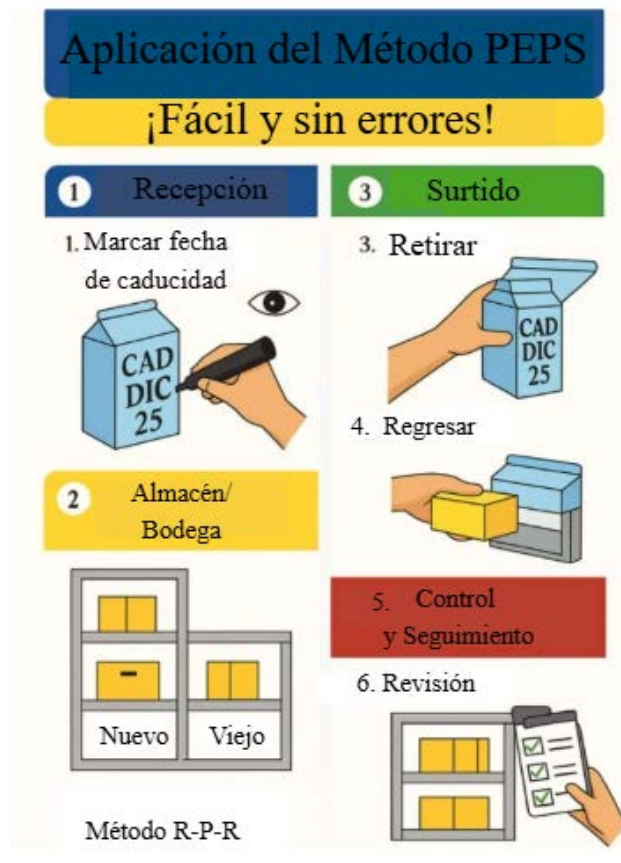 Aplicación del Método PEPS
¡Fácil y sin errores!
1 Recepción
1. Marcar fecha
de caducidad
CAD
DIC
25
2 Almacén/
Bodega
Nuevo Viejo
Método R-P-R
3 Surtido
3. Retirar
CAD
DIC
25
4. Regresar
5. Control
y Seguimiento
6. Revisión